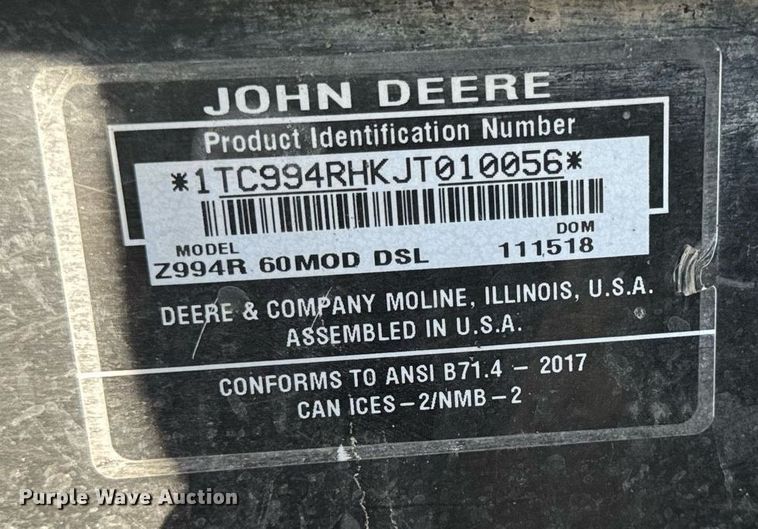 JOHN DEERE
Product Identification Number
*1TC994RHKJT010056*
MODEL DOM
Z994R 60MOD DSL 111518
DEERE & COMPANY MOLINE, ILLINOIS, U.S.A.
ASSEMBLED IN U.S.A.
CONFORMS TO ANSI B71.4 - 2017
CAN ICES-2/NMB-2
Purple Wave Auction